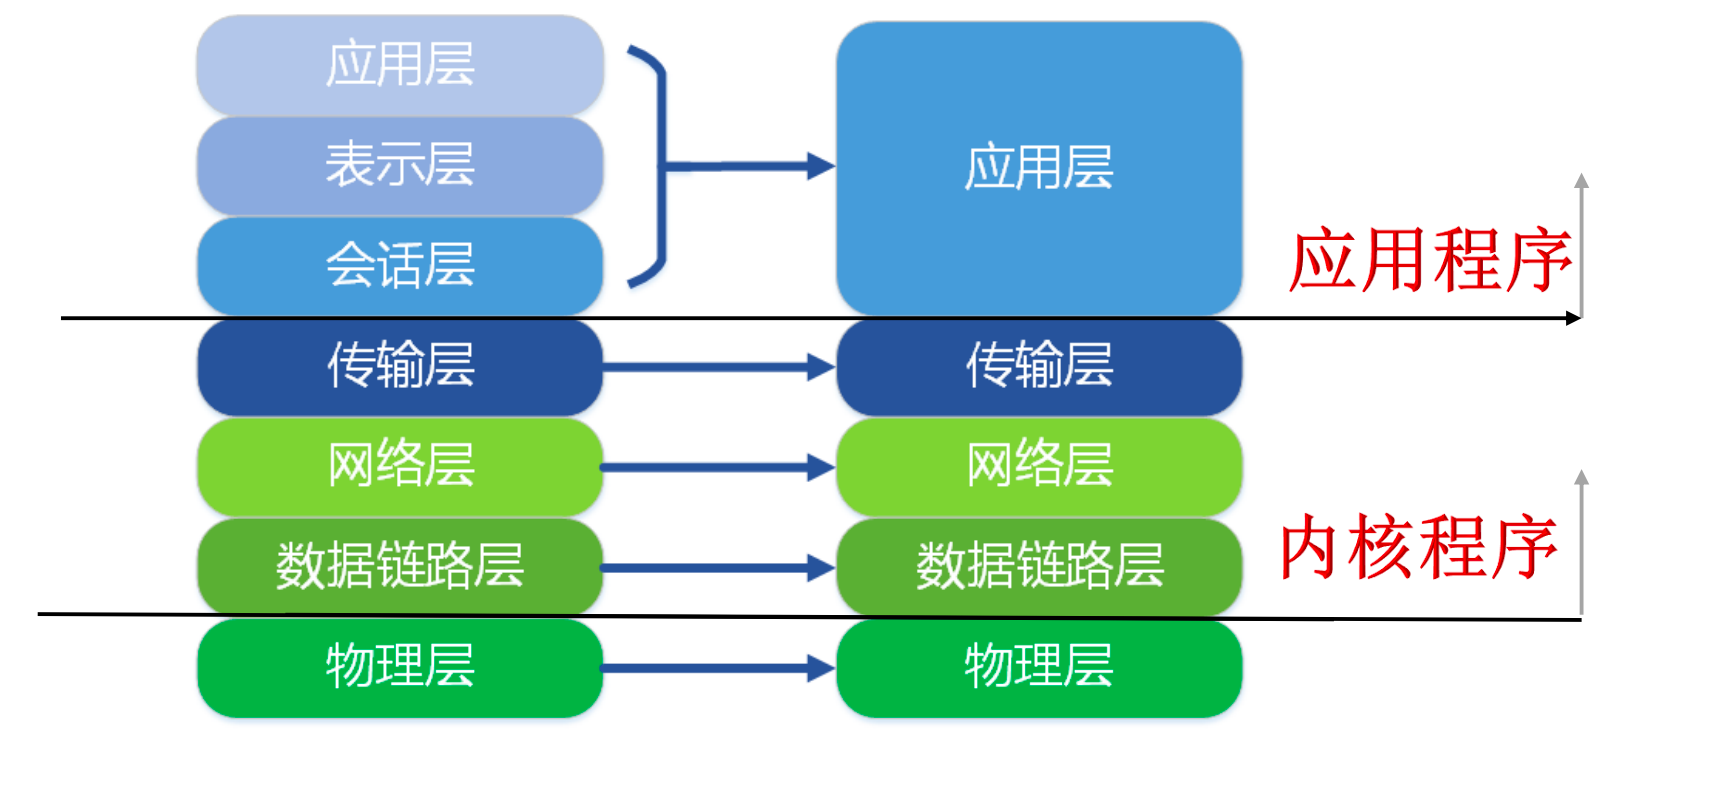 应用层
表示层
会话层
传输层
网络层
数据链路层
物理层
应用层
传输层
网络层
数据链路层
物理层
应用程序
内核程序